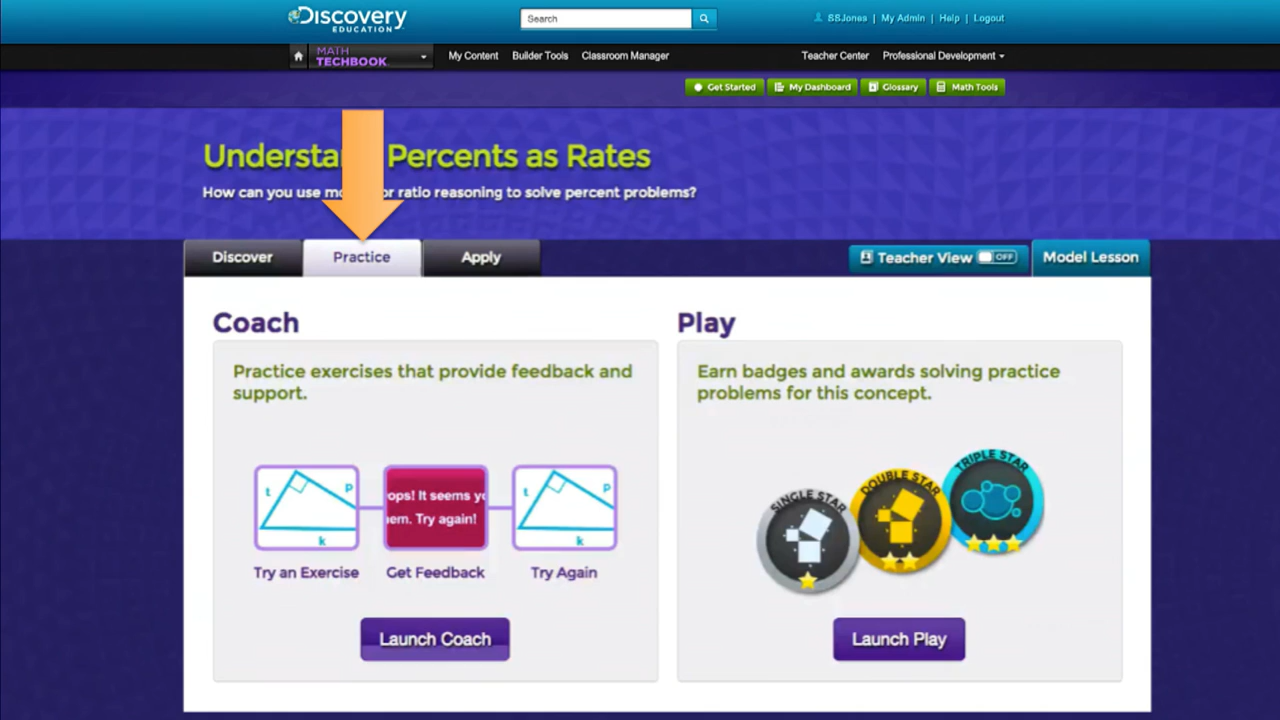 Discovery
EDUCATION
Search
SSJones | My Admin | Help | Logout
MATH
TECHBOOK
My Content Builder Tools Classroom Manager Teacher Center Professional Development
Get Started My Dashboard Glossary Math Tools
Understa Percents as Rates
How can you use mo or ratio reasoning to solve percent problems?
Discover Practice Apply Teacher View OFF Model Lesson
Coach
Practice exercises that provide feedback and
support.
t p k
ops! It seems yo
em. Try again!
t p k
Try an Exercise Get Feedback Try Again
Launch Coach
Play
Earn badges and awards solving practice
problems for this concept.
SINGLE STAR
DOUBLE STAR
TRIPLE STAR
Launch Play